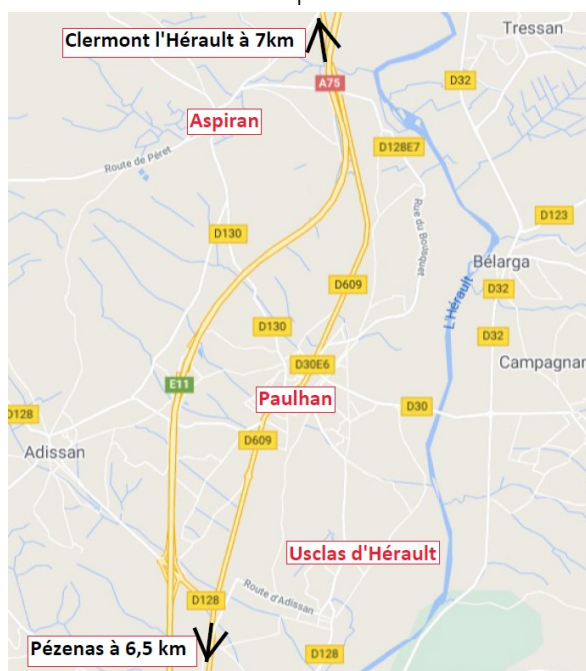 Clermont l'Hérault à 7km
Tressan
A75
D32
Aspiran
D128E7
Route de Péret
Rue du Bousquet
D130
D123
Bélarga
D609
D32
L'Hérault
D130
D32
D30E6
Campagnan
E11
Paulhan
D30
D128
D609
Adissan
Usclas d'Hérault
Route d'Adissan
D128
Pézenas à 6,5 km
D128